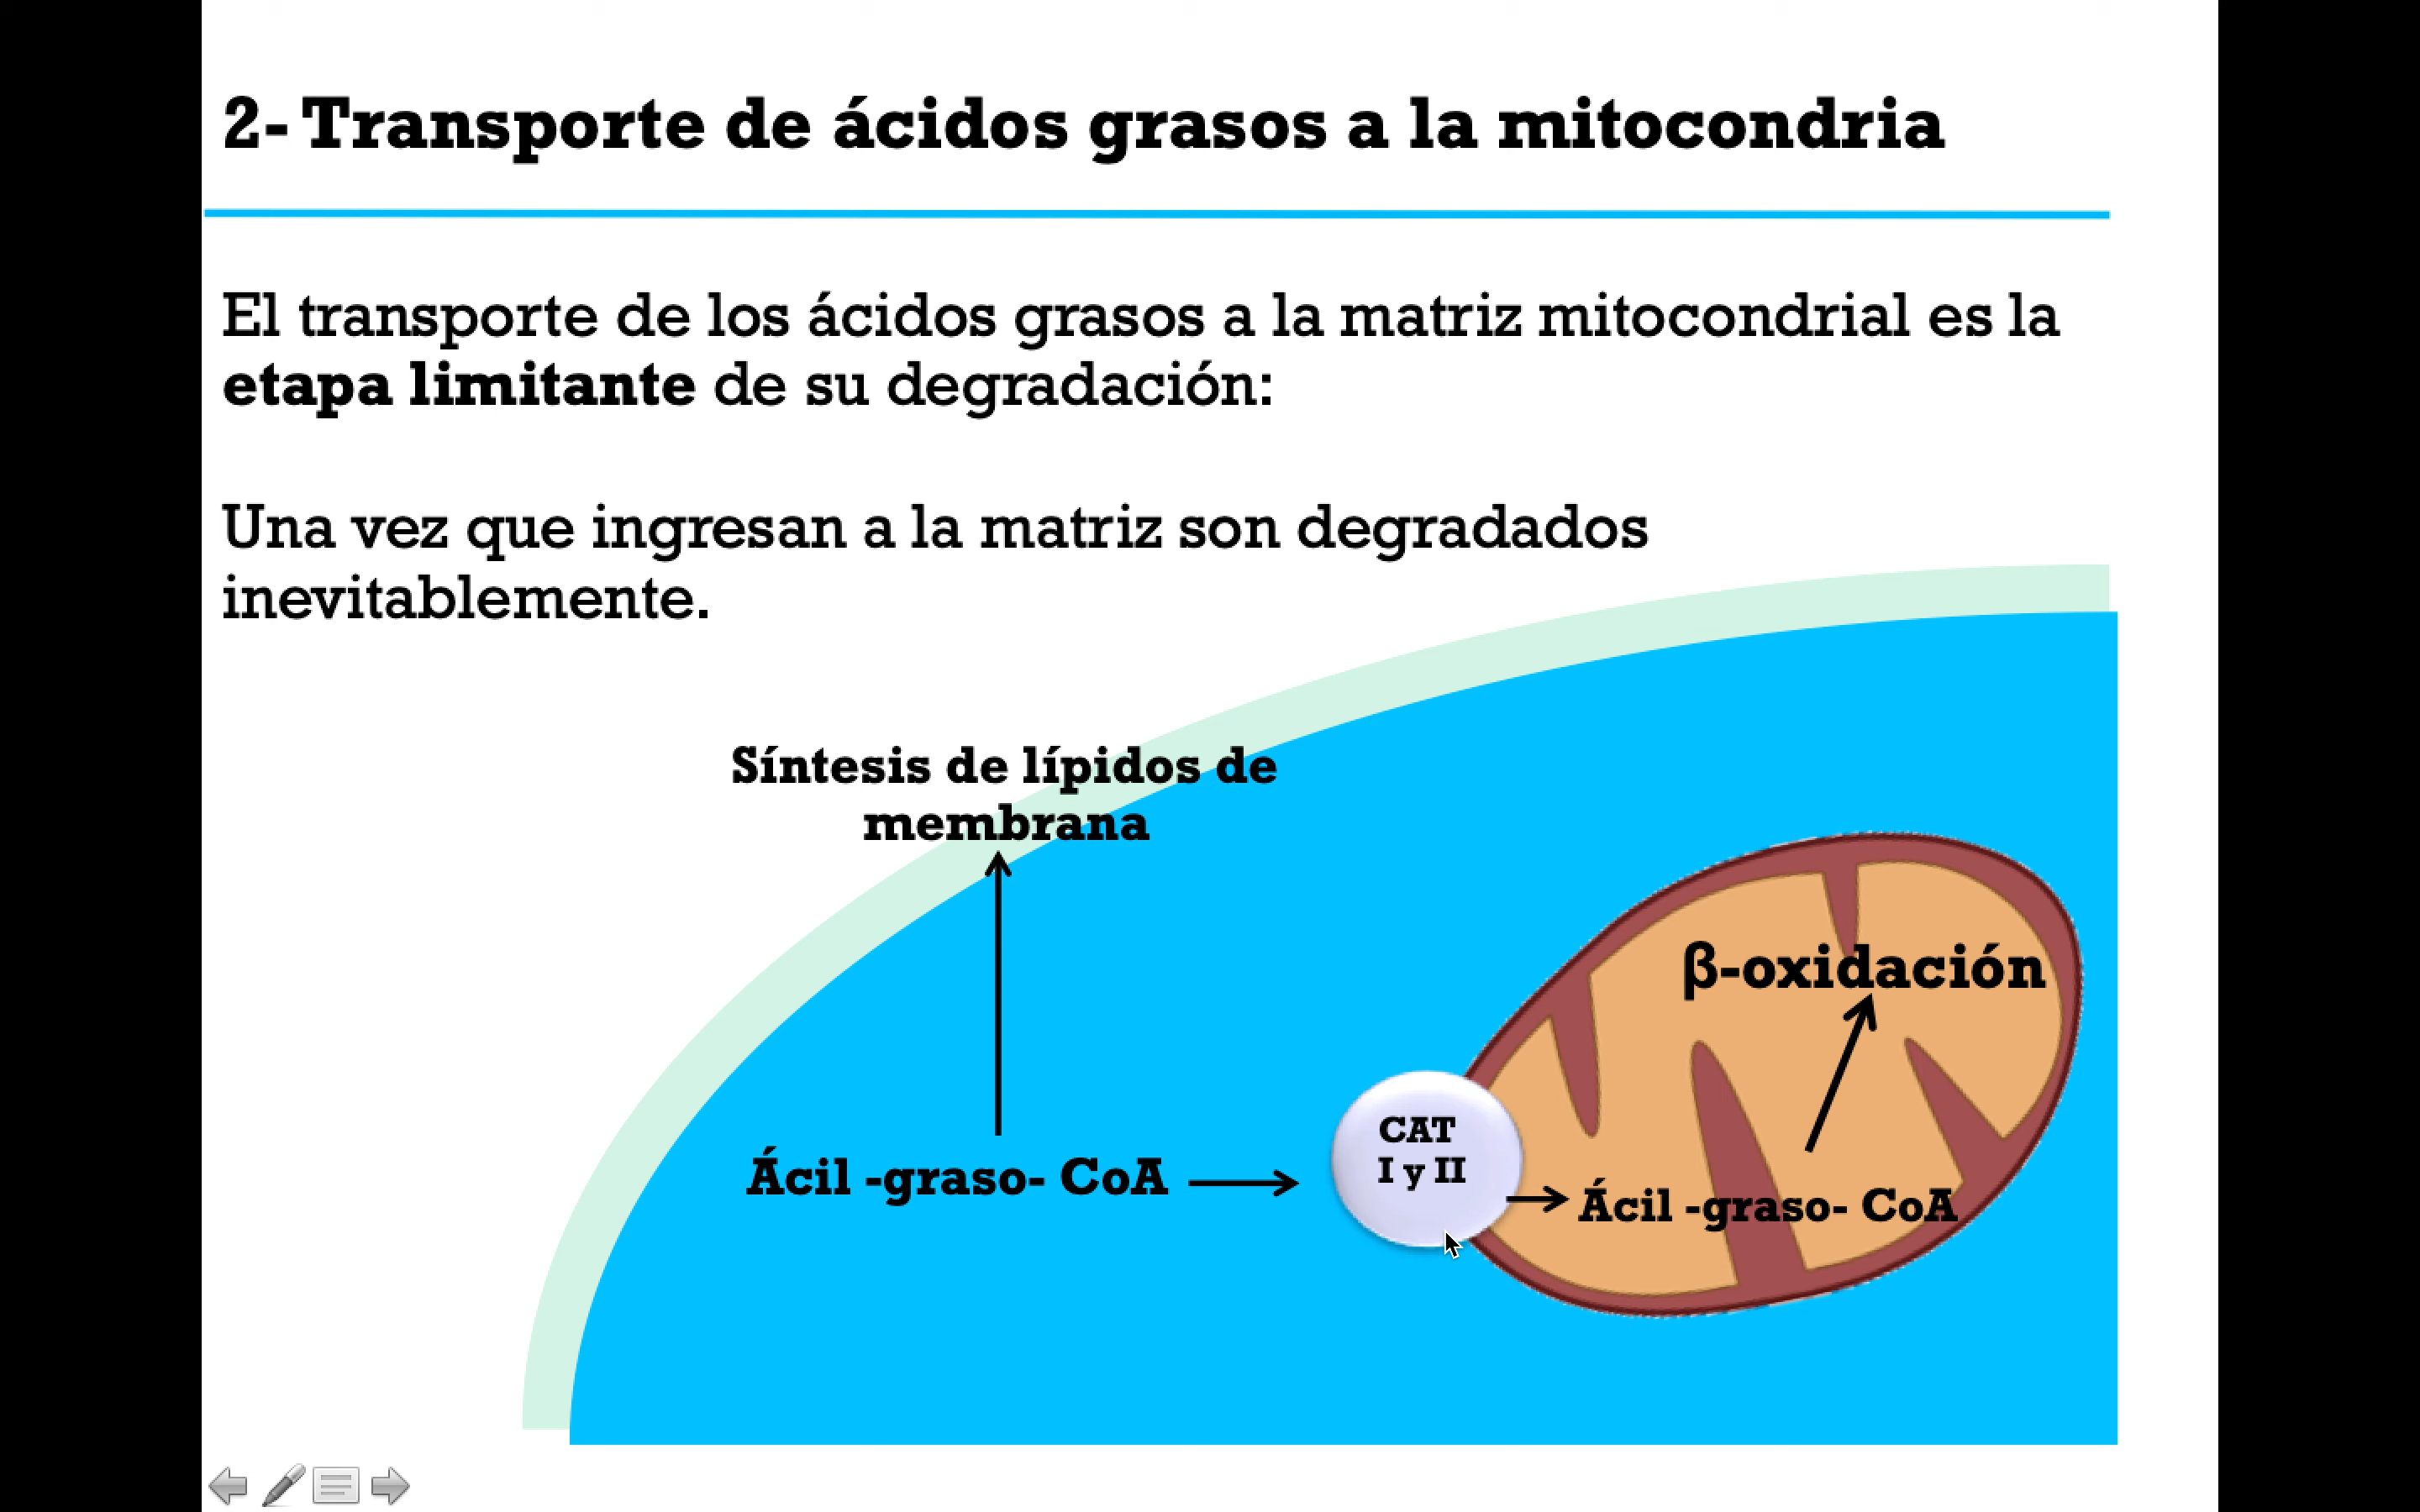 2- Transporte de ácidos grasos a la mitocondria
El transporte de los ácidos grasos a la matriz mitocondrial es la
etapa limitante de su degradación:
Una vez que ingresan a la matriz son degradados
inevitablemente.
Síntesis de lípidos de
membrana
β-oxidación
CAT
I y II
Ácil -graso- CoA
Ácil -graso- CoA